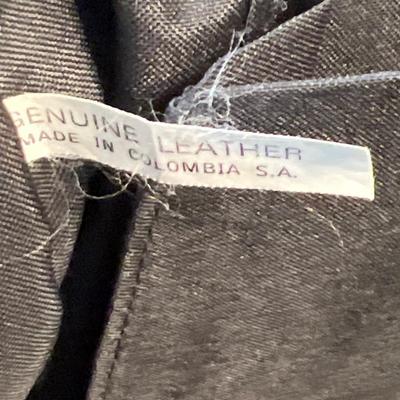 GENUINE LEATHER
MADE IN COLOMBIA S.A.